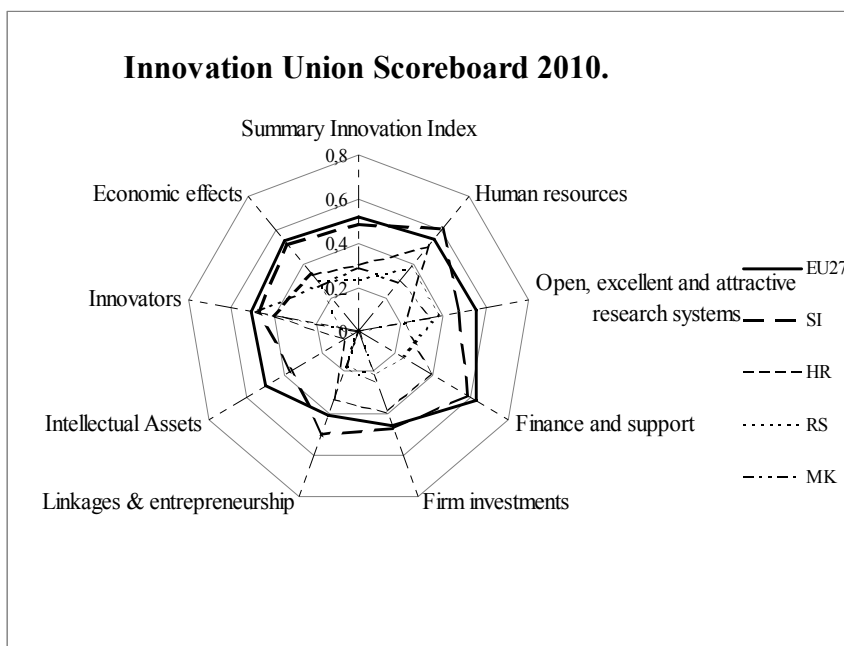 Innovation Union Scoreboard 2010.
Summary Innovation Index
0,8
Economic effects
Human resources
0,6
0,4
EU27
Open, excellent and attractive
research systems
Innovators
0,2
SI
0
HR
Intellectual Assets
Finance and support
RS
Linkages & entrepreneurship
Firm investments
MK